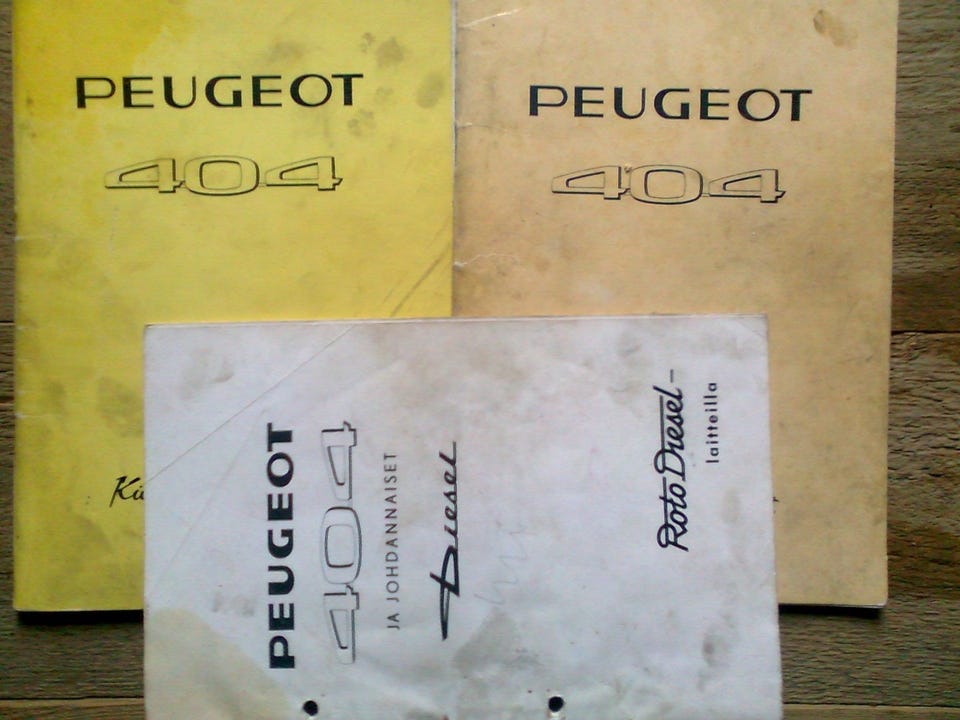 PEUGEOT
404
PEUGEOT
404
PEUGEOT
404
JA JOHDANNAISET
Diesel
Roto Diesel-
laitteilla